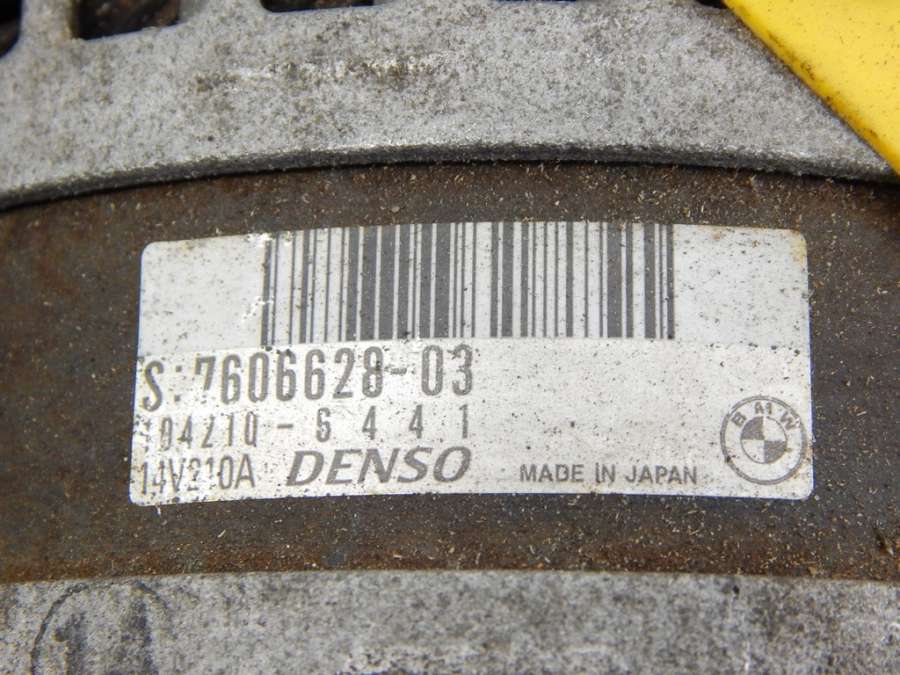 S:7606628-03
104210-6441
14V210A DENSO MADE IN JAPAN
BMW